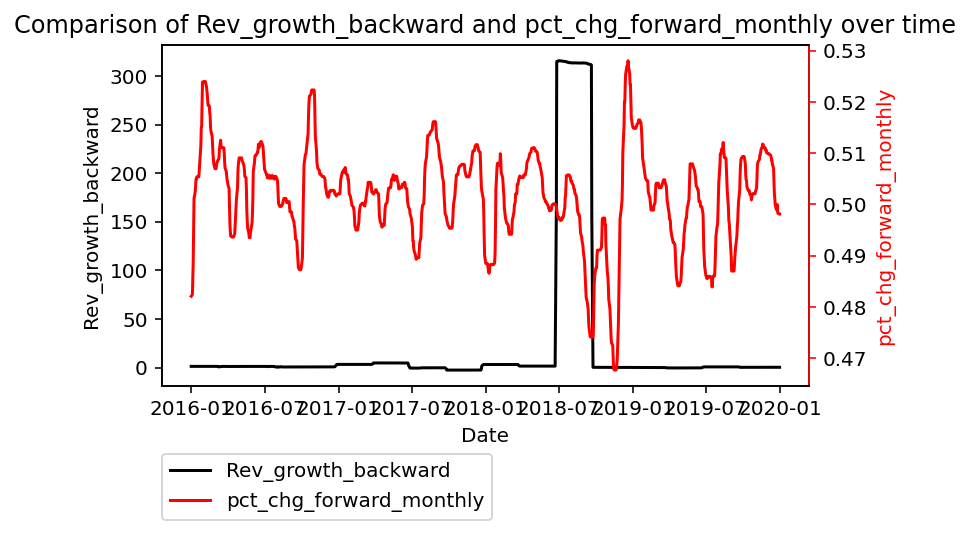 Comparison of Rev_growth_backward and pct_chg_forward_monthly over time
Rev_growth_backward
300
250
200
150
100
50
0
0.53
0.52
0.51
0.50
0.49
0.48
0.47
pct_chg_forward_monthly
2016-01 2016-07 2017-01 2017-07 2018-01 2018-07 2019-01 2019-07 2020-01
Date
Rev_growth_backward
pct_chg_forward_monthly